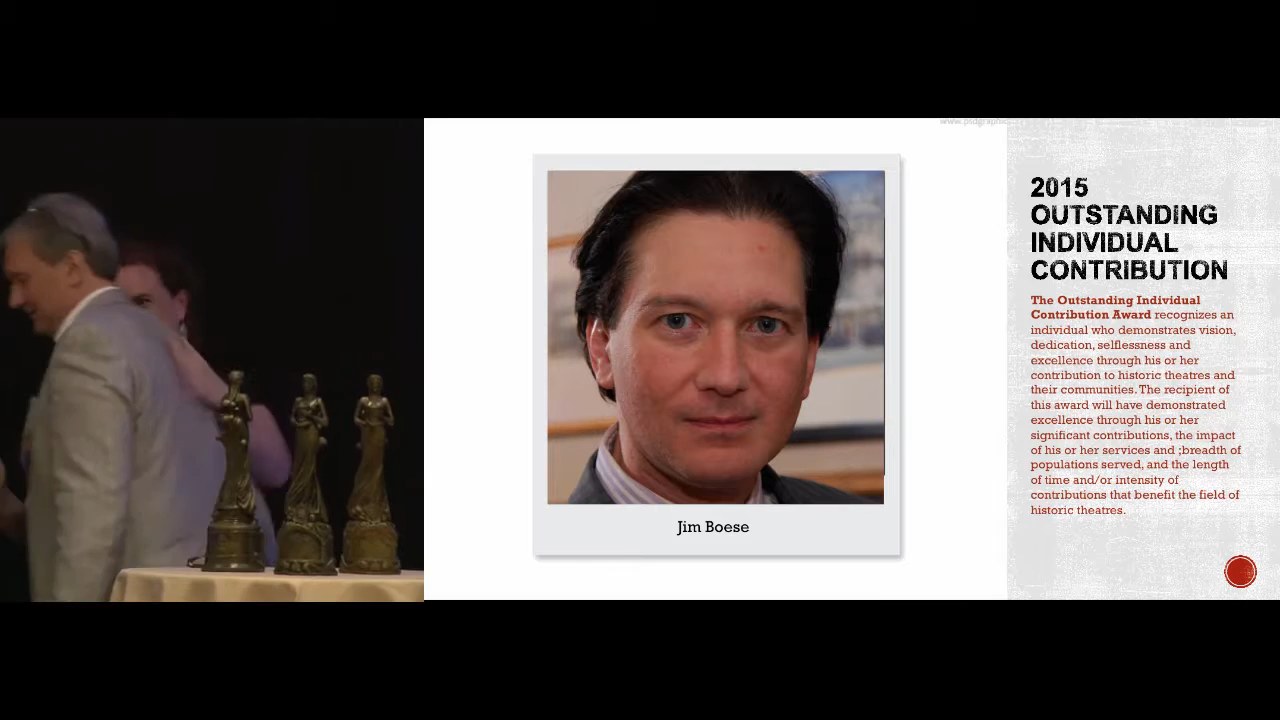 Jim Boese
2015
OUTSTANDING
INDIVIDUAL
CONTRIBUTION
The Outstanding Individual
Contribution Award recognizes an
individual who demonstrates vision,
dedication, selflessness and
excellence through his or her
contribution to historic theatres and
their communities. The recipient of
this award will have demonstrated
excellence through his or her
significant contributions, the impact
of his or her services and ;breadth of
populations served, and the length
of time and/or intensity of
contributions that benefit the field of
historic theatres.